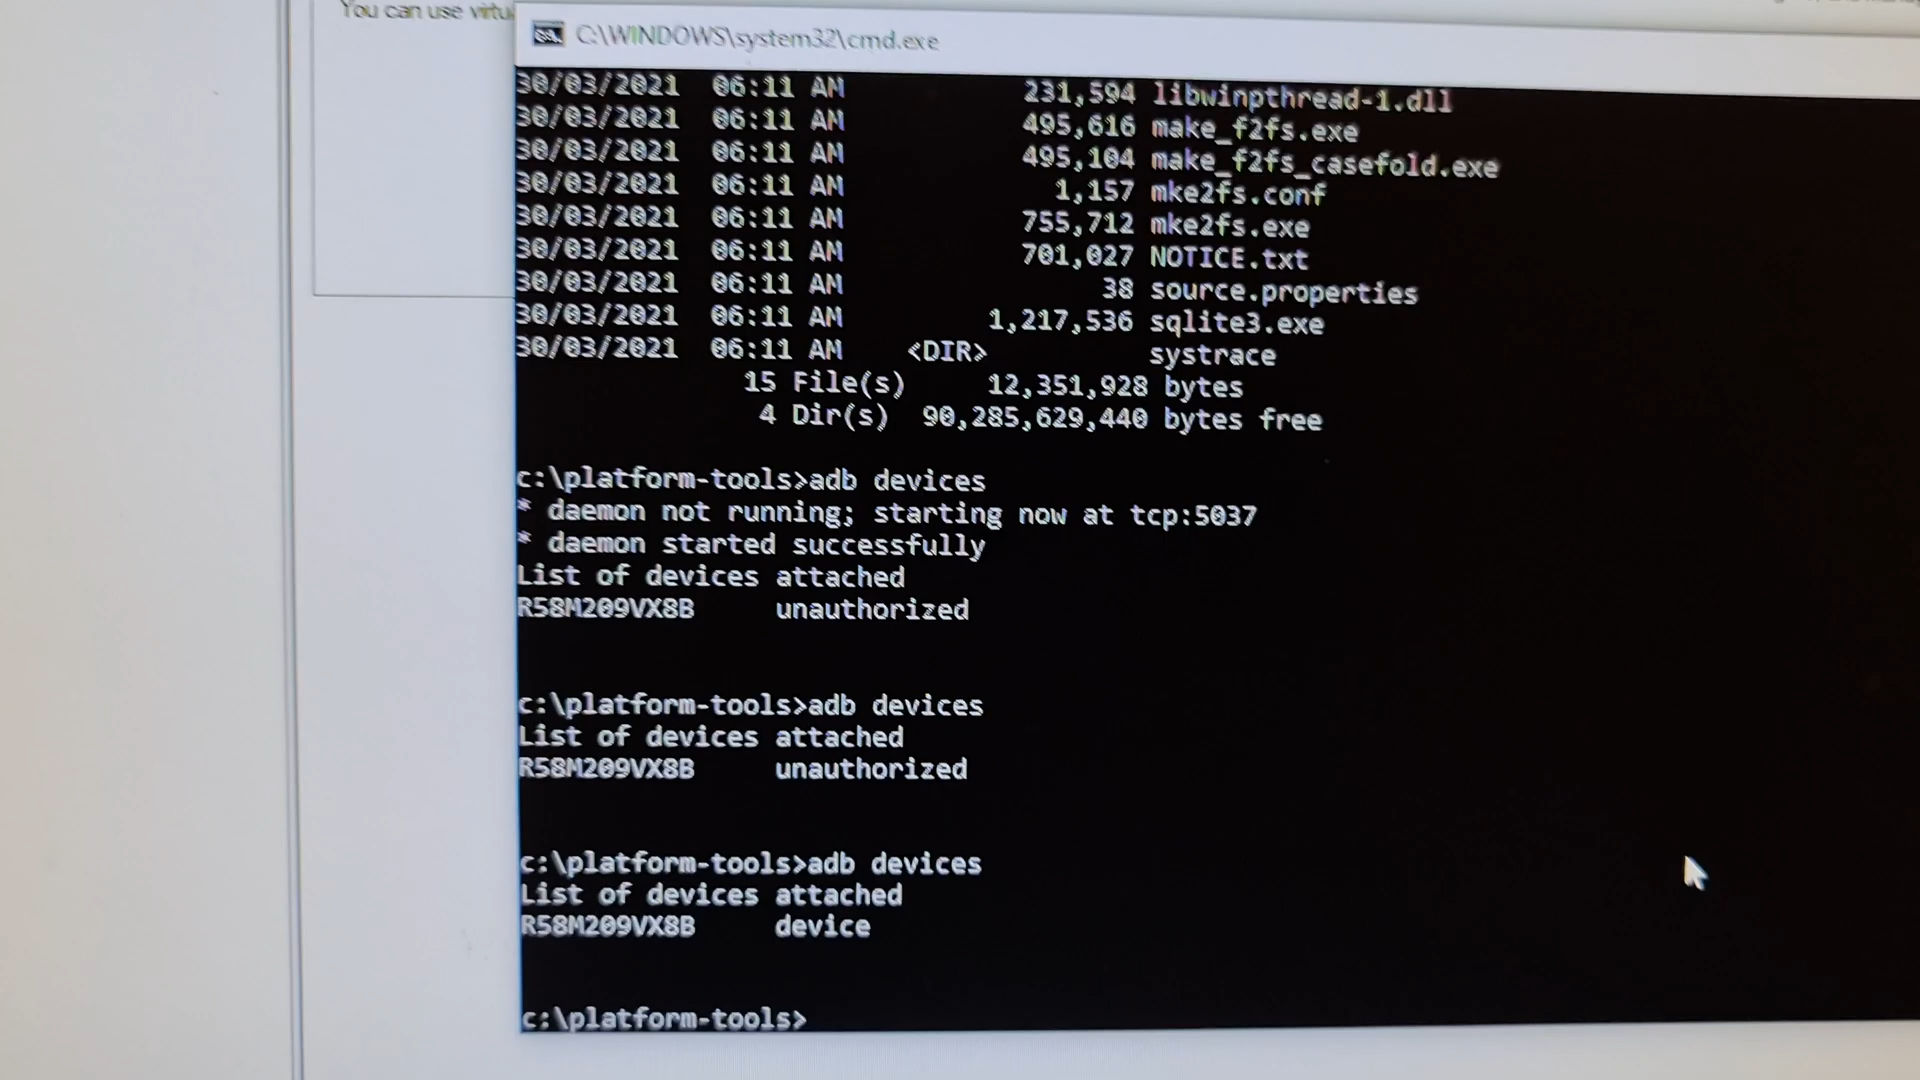 You can use virtu
C:\WINDOWS\system32\cmd.exe
30/03/2021 06:11 AM 231,594 libwinpthread-1.dll
30/03/2021 06:11 AM 495,616 make_f2fs.exe
30/03/2021 06:11 AM 495,104 make_f2fs_casefold.exe
30/03/2021 06:11 AM 1,157 mke2fs.conf
30/03/2021 06:11 AM 755,712 mke2fs.exe
30/03/2021 06:11 AM 701,027 NOTICE.txt
30/03/2021 06:11 AM 38 source.properties
30/03/2021 06:11 AM 1,217,536 sqlite3.exe
30/03/2021 06:11 AM <DIR> systrace
15 File(s) 12,351,928 bytes
4 Dir(s) 90,285,629,440 bytes free
c:\platform-tools>adb devices
* daemon not running; starting now at tcp:5037
* daemon started successfully
List of devices attached
R58M209VX8B unauthorized
c:\platform-tools>adb devices
List of devices attached
R58M209VX8B unauthorized
c:\platform-tools>adb devices
List of devices attached
R58M209VX8B device
c:\platform-tools>